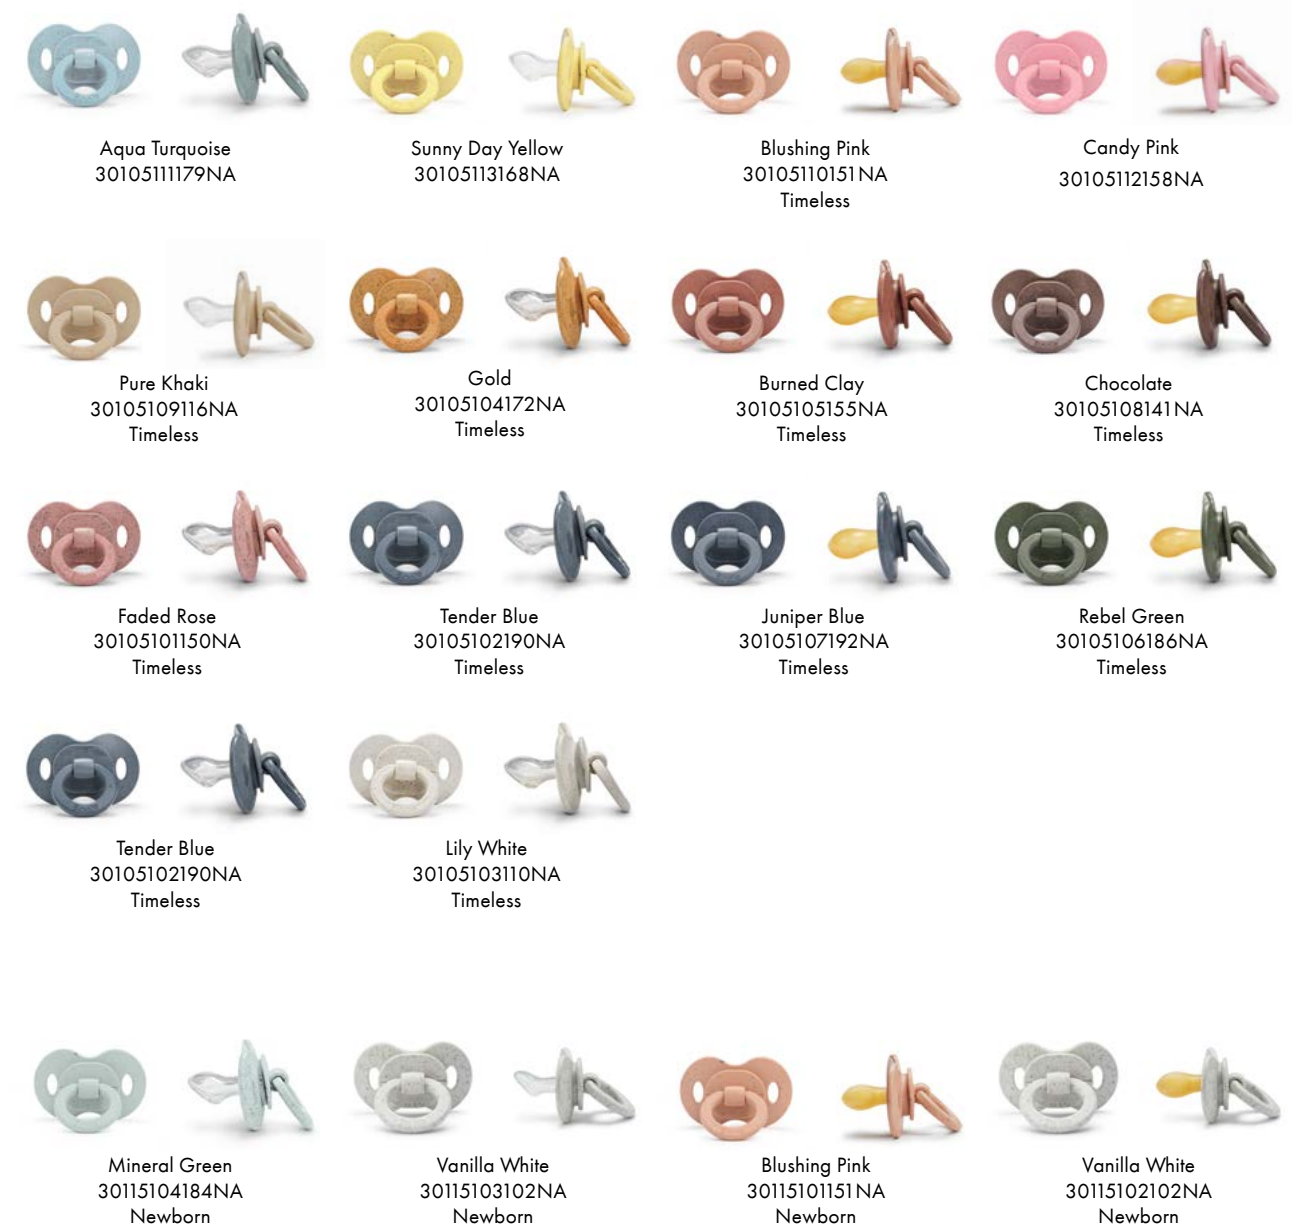 Aqua Turquoise
30105111179NA
Sunny Day Yellow
30105113168NA
Blushing Pink
30105110151NA
Timeless
Candy Pink
30105112158NA
Pure Khaki
30105109116NA
Timeless
Gold
30105104172NA
Timeless
Burned Clay
30105105155NA
Timeless
Chocolate
30105108141NA
Timeless
Faded Rose
30105101150NA
Timeless
Tender Blue
30105102190NA
Timeless
Juniper Blue
30105107192NA
Timeless
Rebel Green
30105106186NA
Timeless
Tender Blue
30105102190NA
Timeless
Lily White
30105103110NA
Timeless
Mineral Green
30115104184NA
Newborn
Vanilla White
30115103102NA
Newborn
Blushing Pink
30115101151NA
Newborn
Vanilla White
30115102102NA
Newborn